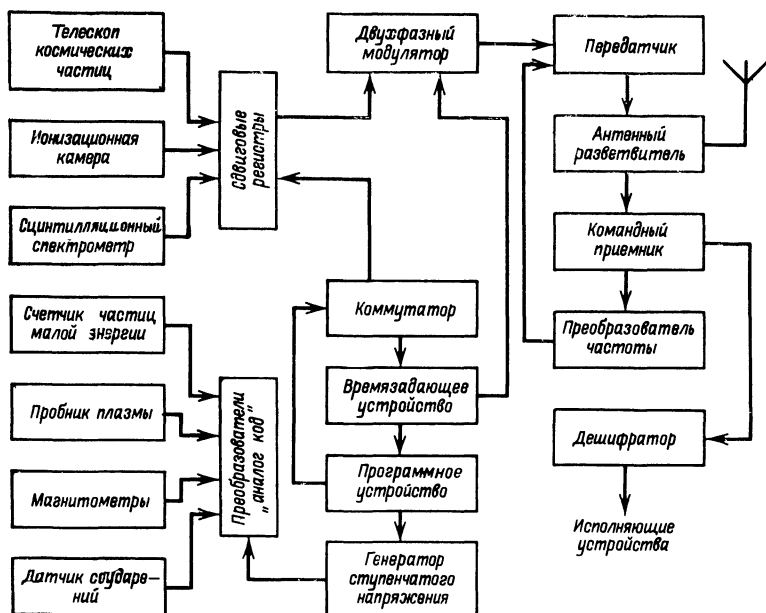 Телескоп
космических
частиц
Ионизационная
камера
Сцинтилляционный
спектрометр
Счетчик частиц
малой энергии
Пробник плазмы
Магнитометры
Датчик соударе-
ний
Сдвиговые
регистры
Преобразователи
„аналог код"
Двухфазный
модулятор
Коммутатор
Времязадающее
устройство
Программное
устройство
Генератор
ступенчатого
напряжения
Передатчик
Антенный
разветвитель
Командный
приемник
Преобразователь
частоты
Дешифратор
Исполняющие
устройства